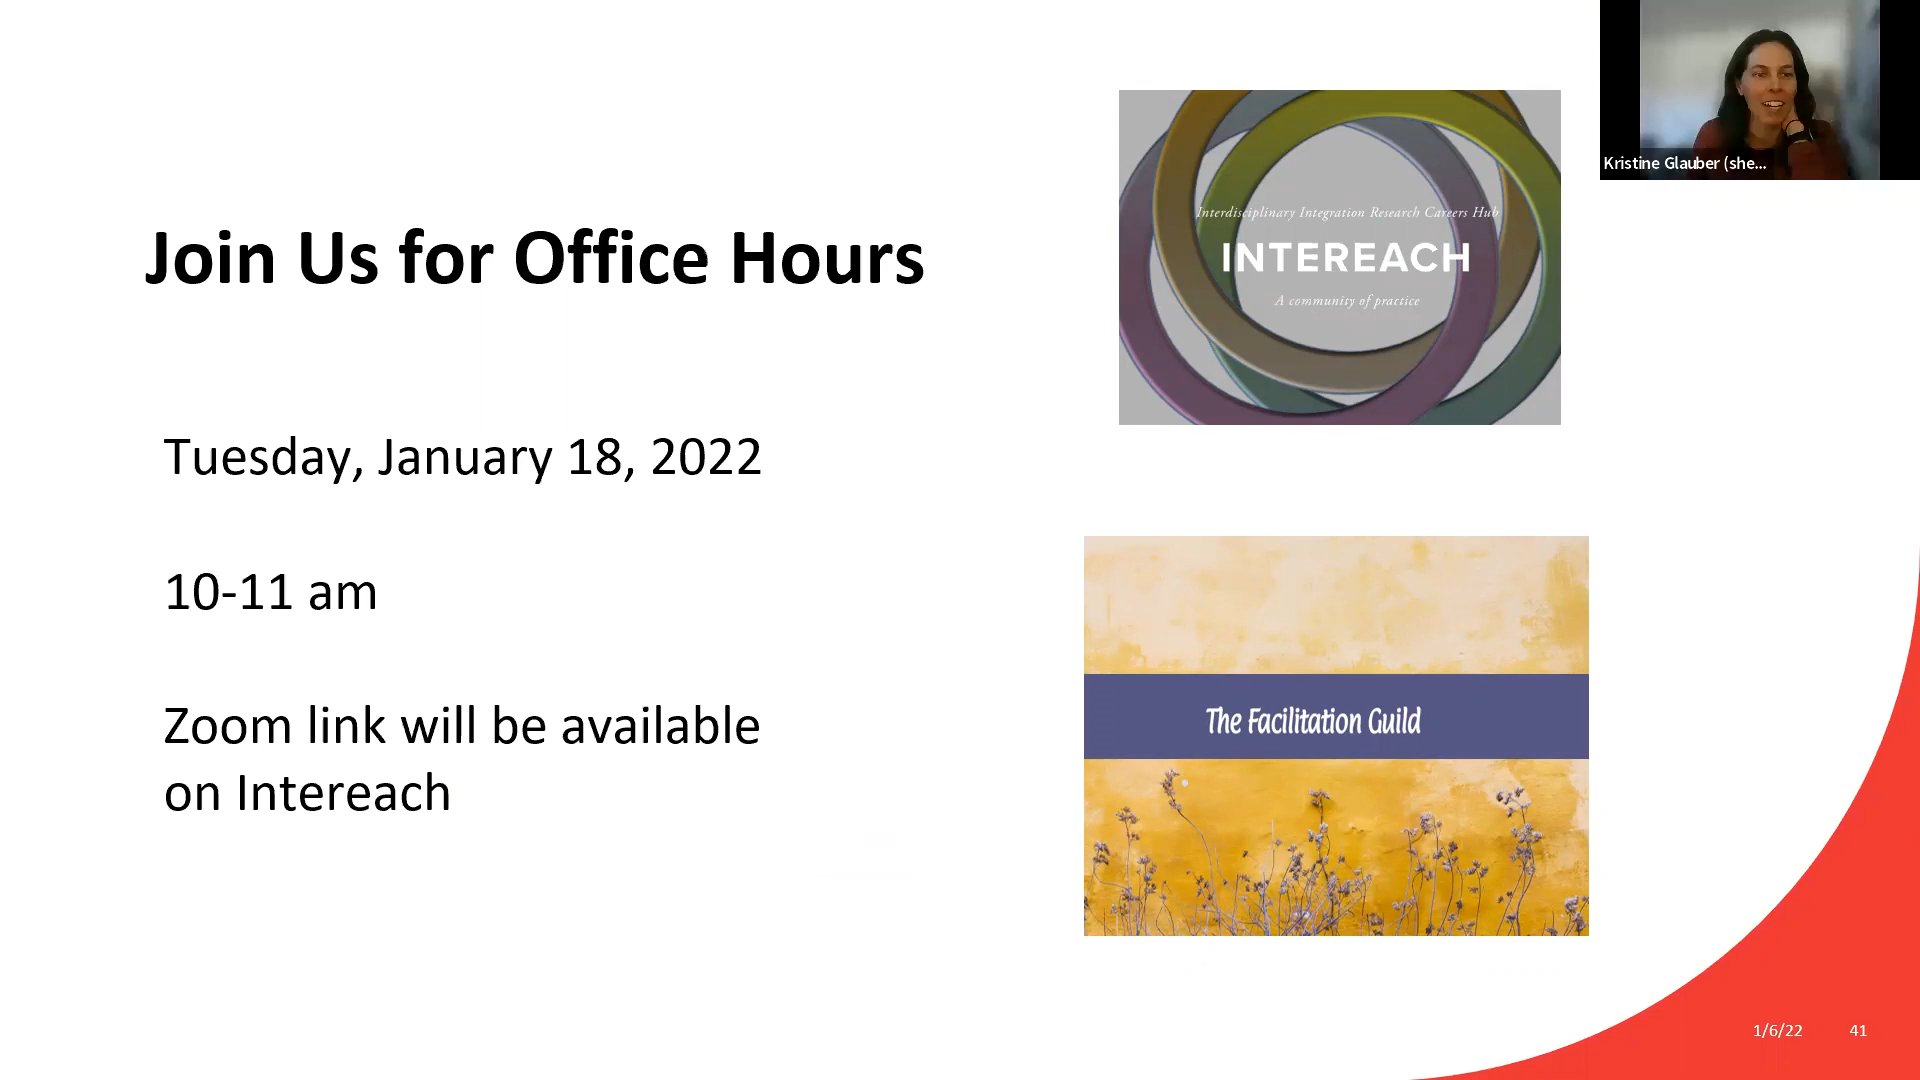 Join Us for Office Hours
Tuesday, January 18, 2022
10-11 am
Zoom link will be available
on Intereach
Interdisciplinary Integration Research Careers Hub
INTEREACH
A community of practice
The Facilitation Guild
Kristine Glauber (she...
1/6/22 41